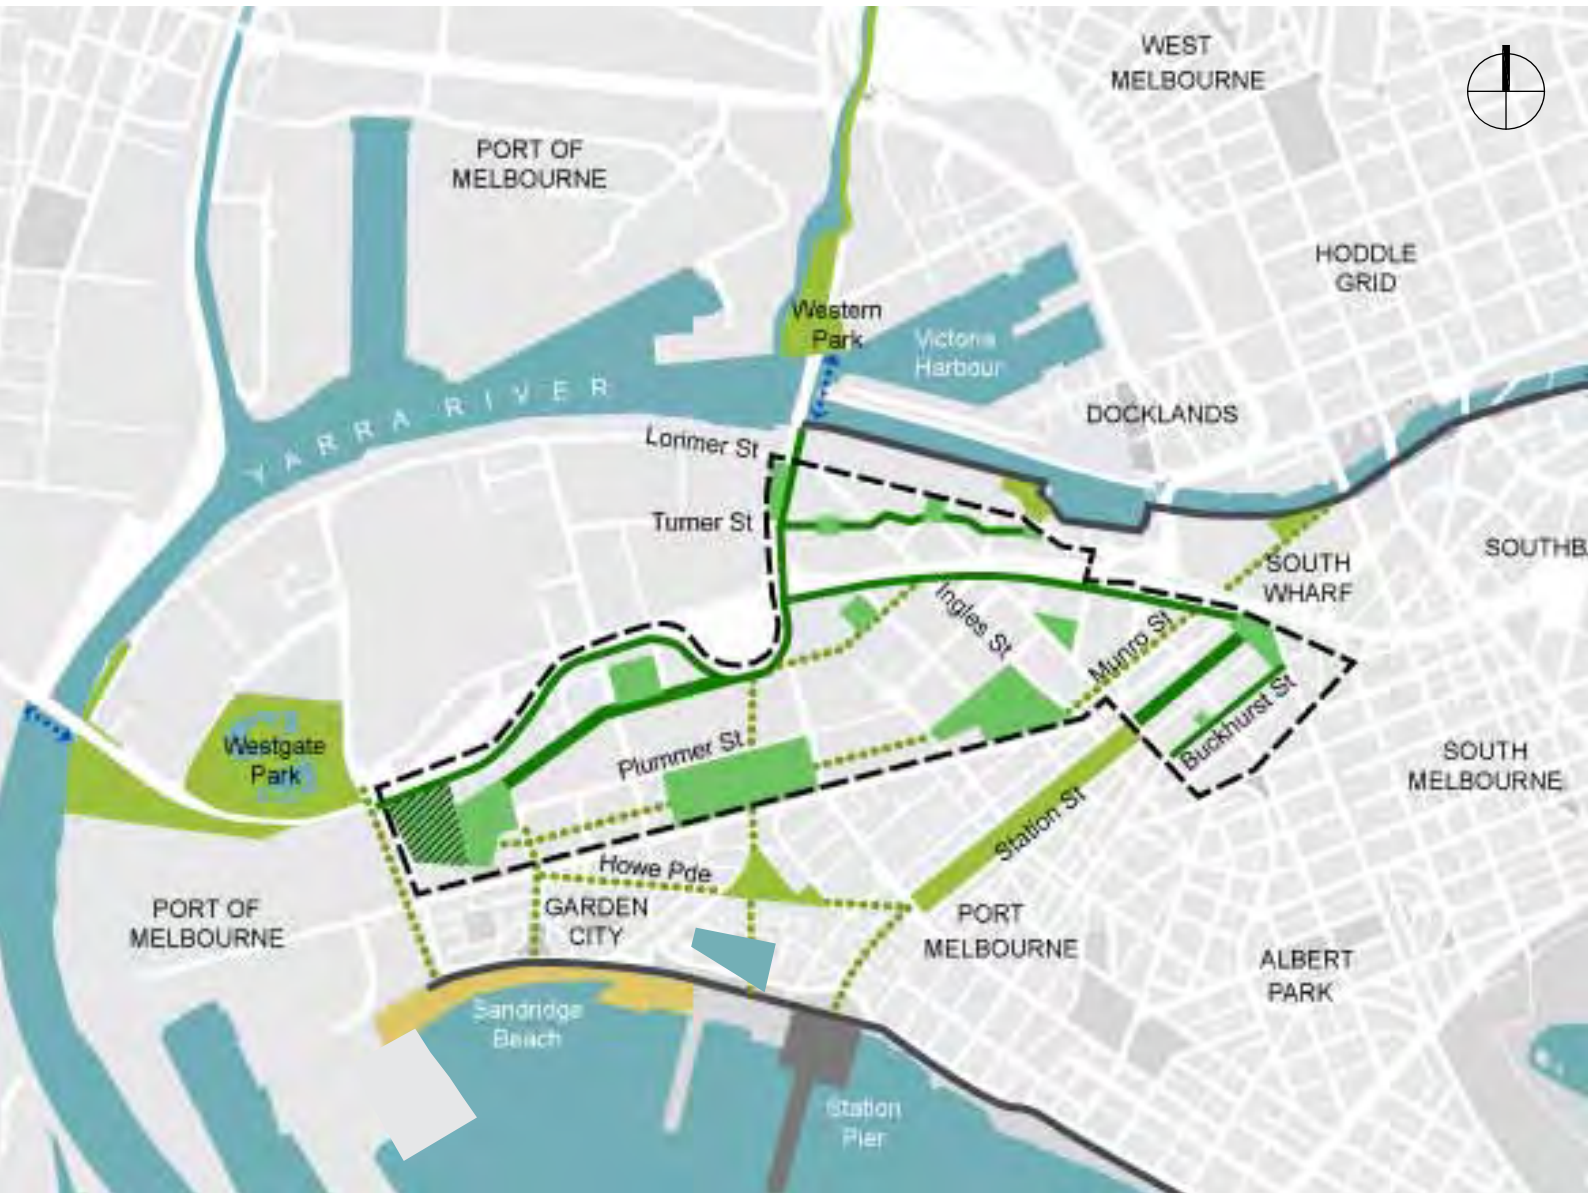 WEST
MELBOURNE
PORT OF
MELBOURNE
HODDLE
GRID
Western
Park
Victoria
Harbour
YARRA RIVER
DOCKLANDS
Lorimer St
Turner St
SOUTHB
SOUTH
WHARF
Ingles St
Munro St
Buckhurst St
Westgate
Park
Plummer St
SOUTH
MELBOURNE
Station St
Howe Pde
PORT OF
MELBOURNE
GARDEN
CITY
PORT
MELBOURNE
ALBERT
PARK
Sandridge
Beach
Station
Pier